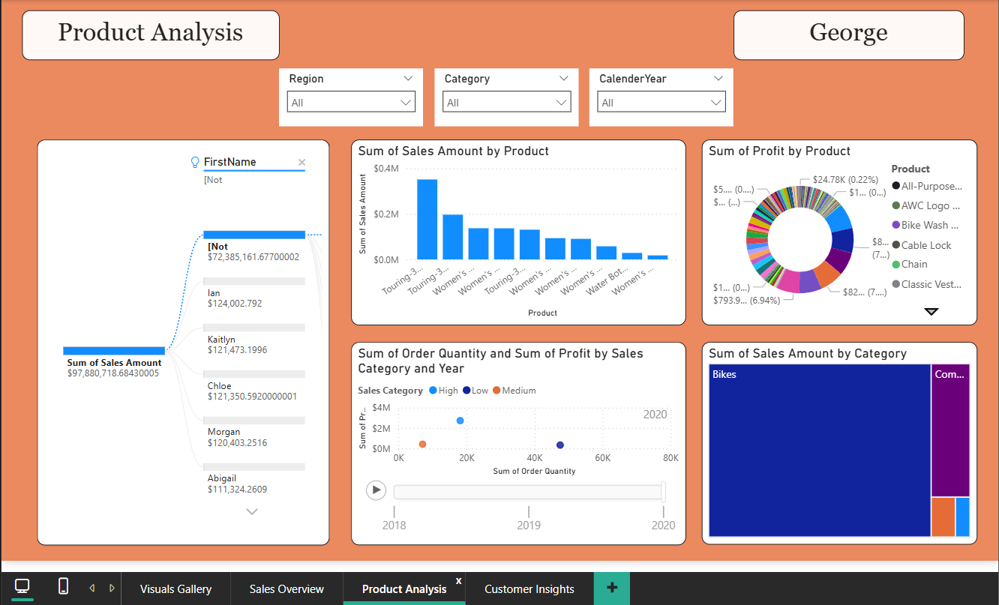 Product Analysis
George
Region
All
Category
All
CalenderYear
All
FirstName
[Not
[Not
$72,385,161.67700002
Ian
$124,002.792
Kaitlyn
$121,473.1996
Sum of Sales Amount
$97,880,718.68430005
Chloe
$121,350.5920000001
Morgan
$120,403.2516
Abigail
$111,324.2609
Sum of Sales Amount by Product
Sum of Sales Amount
$0.4M
$0.2M
$0.0M
Touring-3...
Touring-3...
Women's ...
Women's ...
Touring-3...
Women's ...
Women's ...
Women's ...
Water Bot...
Women's ...
Product
Sum of Profit by Product
$24.78K (0.22%)
$1... (0...)
$8...
(7...)
$82... (7....)
$793.9... (6.94%)
$1... (0...)
$... (...)
$5.... (0....)
Product
All-Purpose...
AWC Logo ...
Bike Wash ...
Cable Lock
Chain
Classic Vest...
Sum of Order Quantity and Sum of Profit by Sales
Category and Year
Sales Category High Low Medium
Sum of Pr...
$4M
$2M
$0M
2020
0K 20K 40K 60K 80K
Sum of Order Quantity
2018 2019 2020
Sum of Sales Amount by Category
Bikes
Com...
Visuals Gallery
Sales Overview
Product Analysis
x
Customer Insights
+